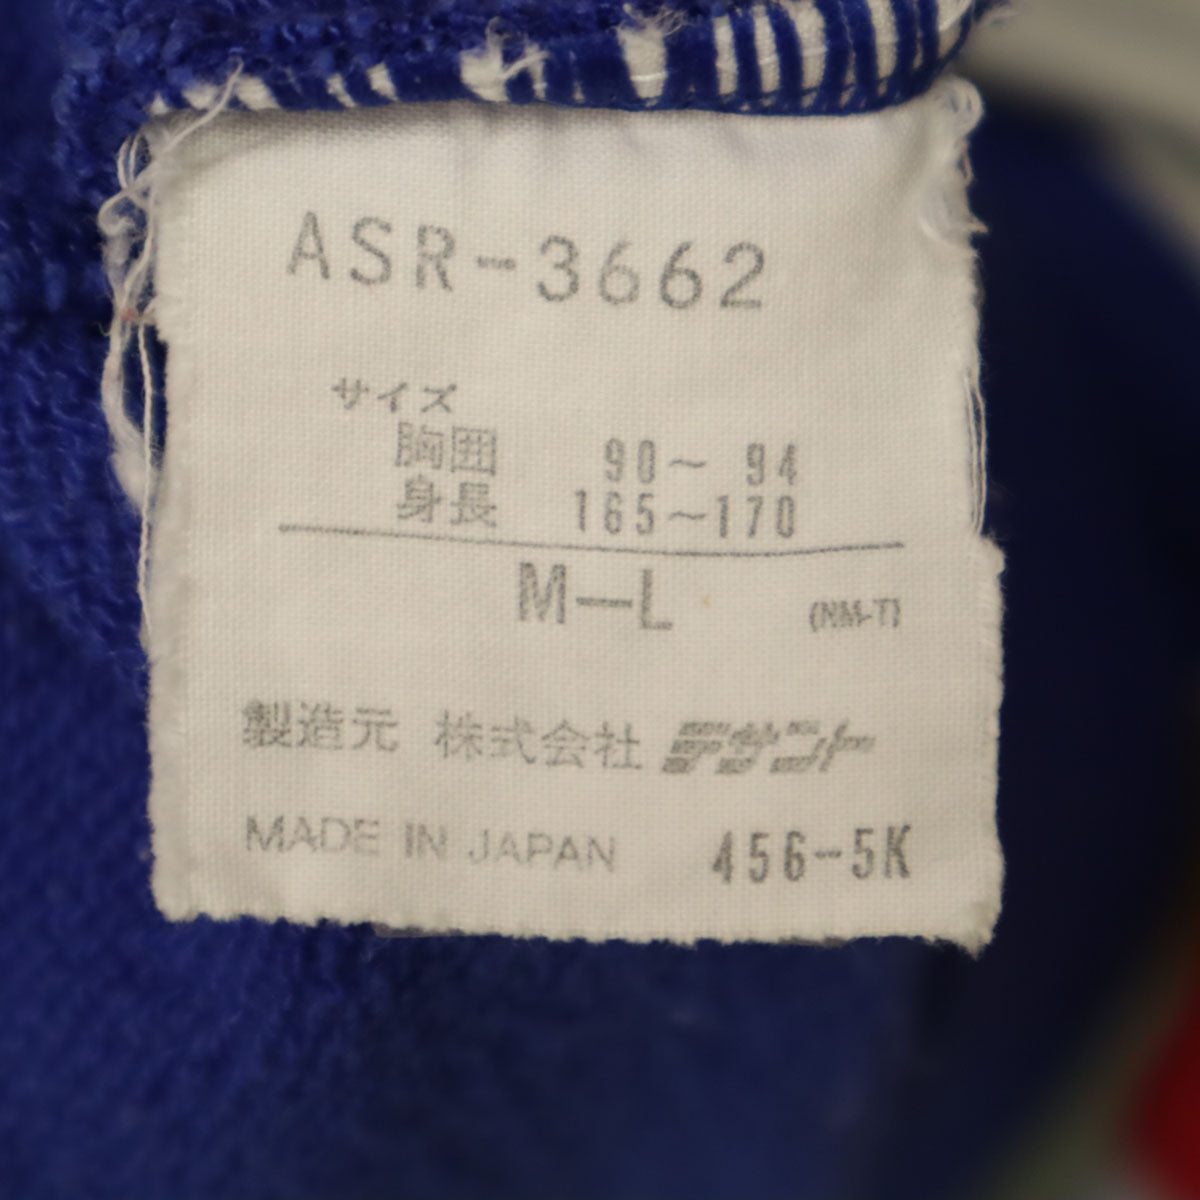 ASR-3662
サイズ
胸囲 90～94
身長 165～170
M—L (NM-T)
製造元 株式会社 デサント
MADE IN JAPAN 456-5K